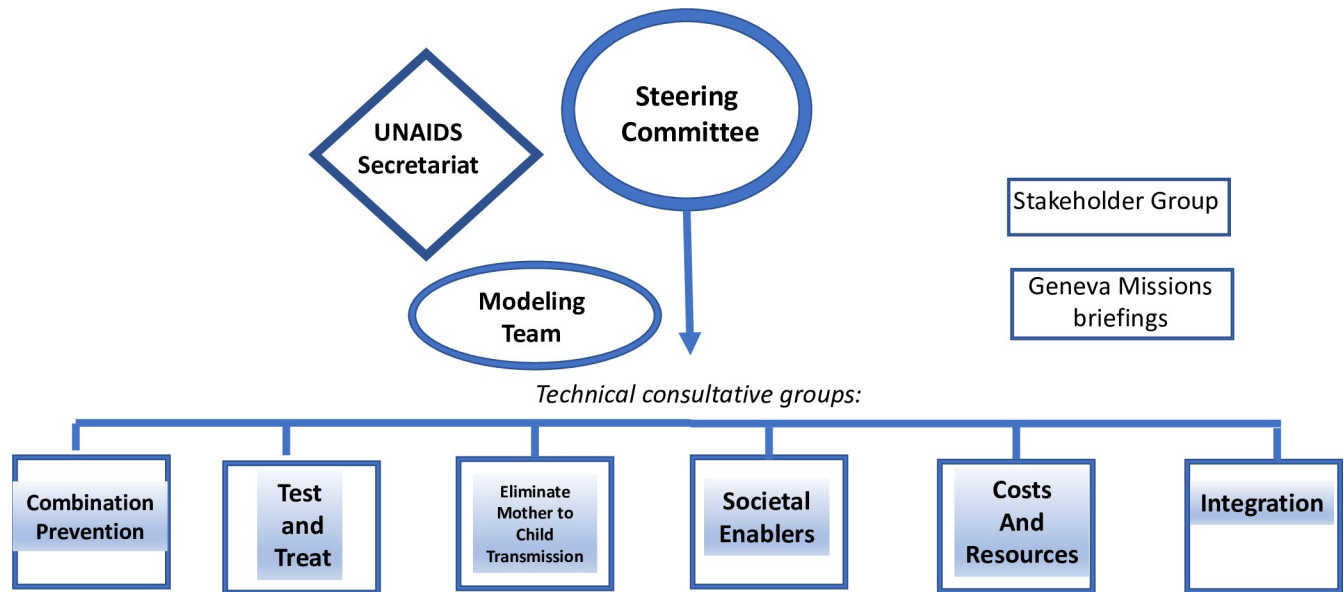 UNAIDS
Secretariat
Steering
Committee
Stakeholder Group
Modeling
Team
Geneva Missions
briefings
Technical consultative groups:
Combination
Prevention
Test
and
Treat
Eliminate
Mother to
Child
Transmission
Societal
Enablers
Costs
And
Resources
Integration